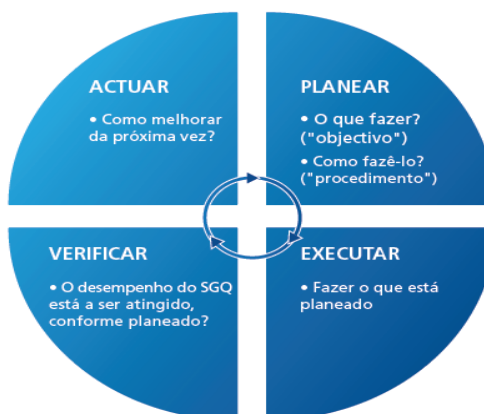 ACTUAR
• Como melhorar
da próxima vez?
PLANEAR
• O que fazer?
("objectivo")
• Como fazê-lo?
("procedimento")
VERIFICAR
• O desempenho do SGQ
está a ser atingido,
conforme planeado?
EXECUTAR
• Fazer o que está
planeado